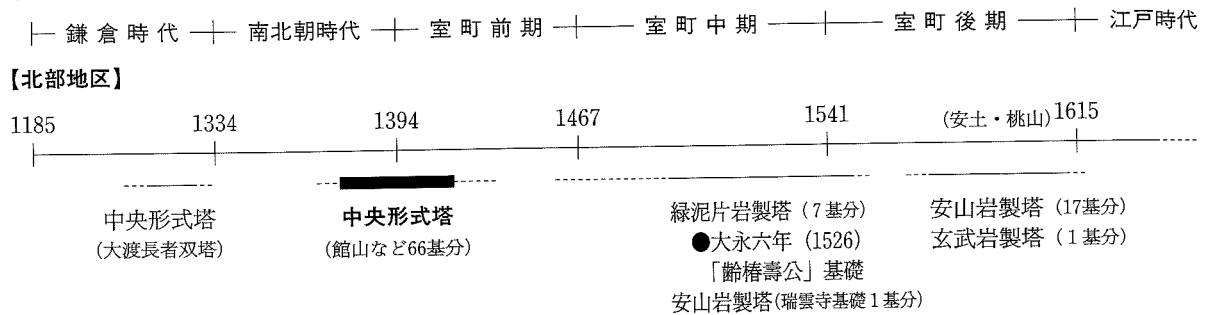 鎌倉時代 南北朝時代 室町前期 室町中期 室町後期 江戸時代
【北部地区】
1185 1334 1394 1467 1541 (安土・桃山) 1615
中央形式塔
(大渡長者双塔)
中央形式塔
(館山など66基分)
緑泥片岩製塔(7基分)
●大永六年(1526)
「齢椿壽公」基礎
安山岩製塔(瑞雲寺基礎1基分)
安山岩製塔(17基分)
玄武岩製塔(1基分)